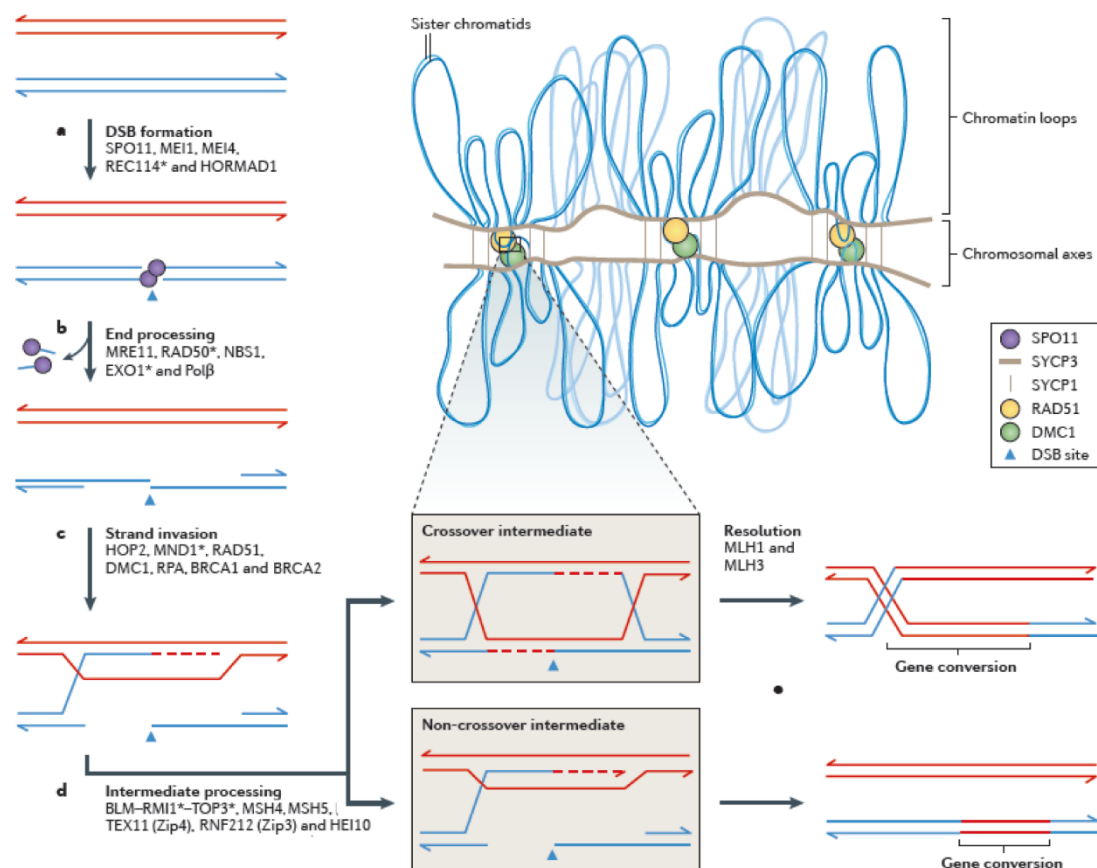 Sister chromatids
Chromatin loops
Chromosomal axes
SPO11
SYCP3
SYCP1
RAD51
DMC1
DSB site
a
DSB formation
SPO11, MEI1, MEI4,
REC114* and HORMAD1
b
End processing
MRE11, RAD50*, NBS1,
EXO1* and Polβ
c
Strand invasion
HOP2, MND1*, RAD51,
DMC1, RPA, BRCA1 and BRCA2
d
Intermediate processing
BLM–RMI1*–TOP3*, MSH4, MSH5,
TEX11 (Zip4), RNF212 (Zip3) and HEI10
Crossover intermediate
Resolution
MLH1 and
MLH3
Gene conversion
e
Non-crossover intermediate
Gene conversion